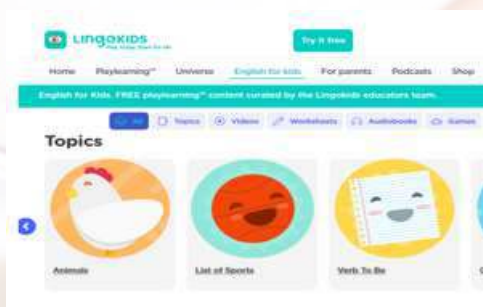 Lingokids
Try it free
Home Playlearning™ Universe English for kids For parents Podcasts Shop
English for Kids. FREE playlearning™ content curated by the Lingokids educators team.
All Topics Videos Worksheets Audiobooks Games
Topics
Animals List of Sports Verb To Be